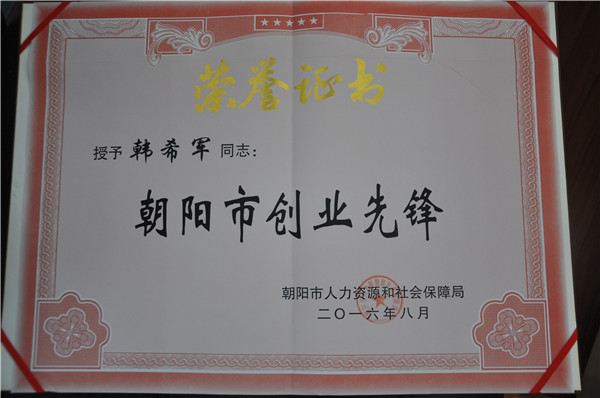 荣誉证书
授予 韩希军 同志：
朝阳市创业先锋
朝阳市人力资源和社会保障局
二〇一六年八月